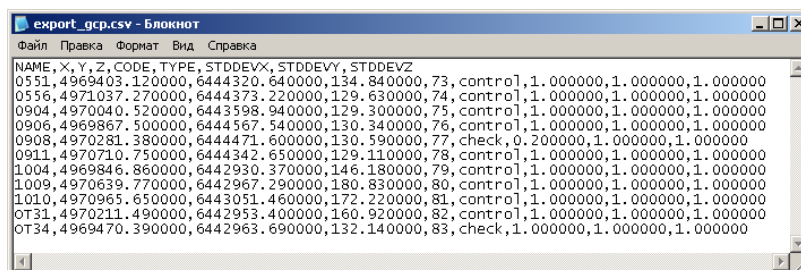 export_gcp.csv - Блокнот
Файл Правка Формат Вид Справка
NAME,X,Y,Z,CODE,TYPE,STDDEVX,STDDEVY,STDDEVZ
0551,4969403.120000,6444320.640000,134.840000,73,control,1.000000,1.000000,1.000000
0556,4971037.270000,6444373.220000,129.630000,74,control,1.000000,1.000000,1.000000
0904,4970040.520000,6443598.940000,129.300000,75,control,1.000000,1.000000,1.000000
0906,4969867.500000,6444567.540000,130.340000,76,control,1.000000,1.000000,1.000000
0908,4970281.380000,6444471.600000,130.590000,77,check,0.200000,1.000000,1.000000
0911,4970710.750000,6444342.650000,129.110000,78,control,1.000000,1.000000,1.000000
1004,4969846.860000,6442930.370000,146.180000,79,control,1.000000,1.000000,1.000000
1009,4970639.770000,6442967.290000,180.830000,80,control,1.000000,1.000000,1.000000
1010,4970965.650000,6443051.460000,172.220000,81,control,1.000000,1.000000,1.000000
ОТ31,4970211.490000,6442953.400000,160.920000,82,control,1.000000,1.000000,1.000000
ОТ34,4969470.390000,6442963.690000,132.140000,83,check,1.000000,1.000000,1.000000